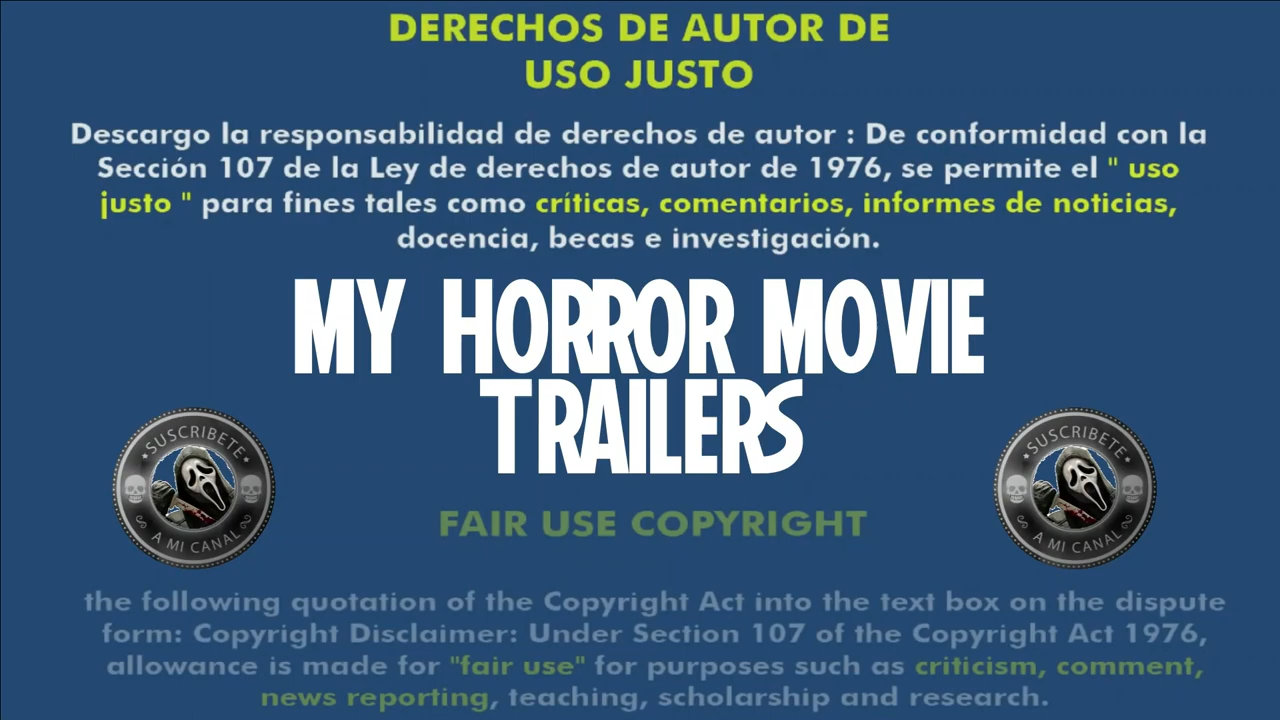 DERECHOS DE AUTOR DE
USO JUSTO
Descargo la responsabilidad de derechos de autor : De conformidad con la
Sección 107 de la Ley de derechos de autor de 1976, se permite el " uso
justo " para fines tales como críticas, comentarios, informes de noticias,
docencia, becas e investigación.
MY HORROR MOVIE
TRAILERS
SUSCRIBETE
A MI CANAL
SUSCRIBETE
A MI CANAL
FAIR USE COPYRIGHT
the following quotation of the Copyright Act into the text box on the dispute
form: Copyright Disclaimer: Under Section 107 of the Copyright Act 1976,
allowance is made for "fair use" for purposes such as criticism, comment,
news reporting, teaching, scholarship and research.